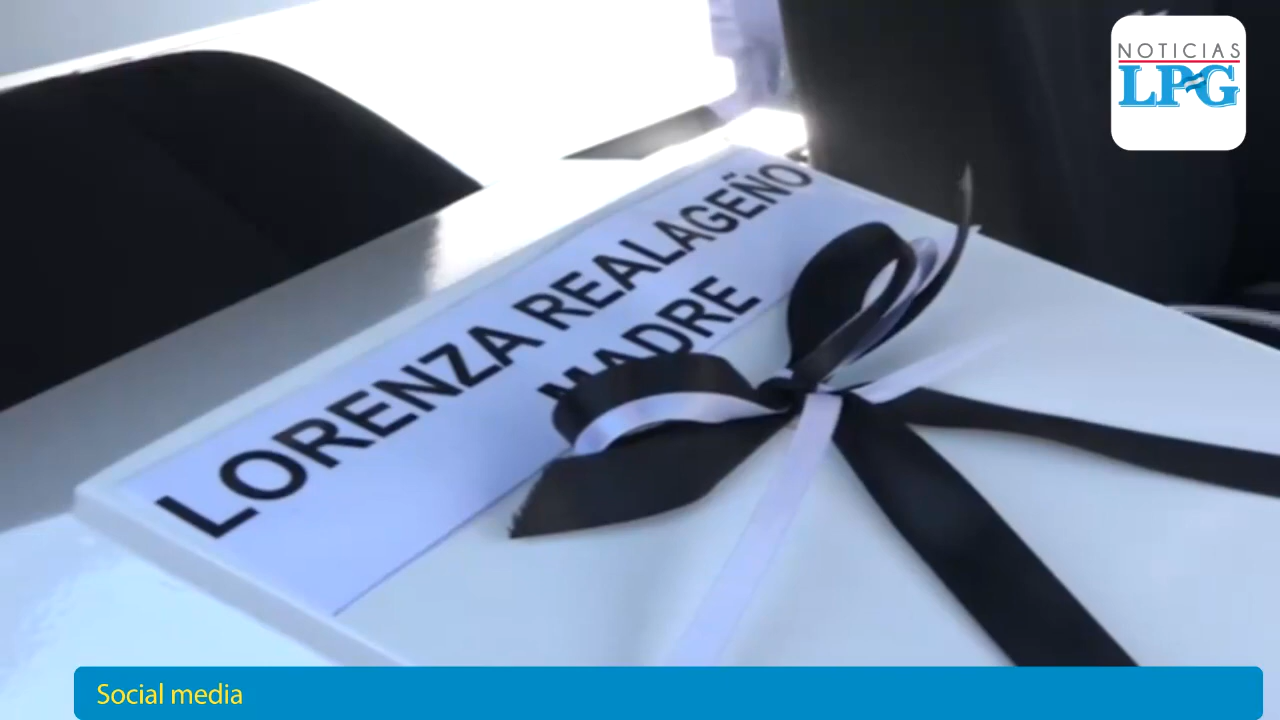 NOTICIAS
LPG
LORENZA REALAGEÑO
MADRE
Social media